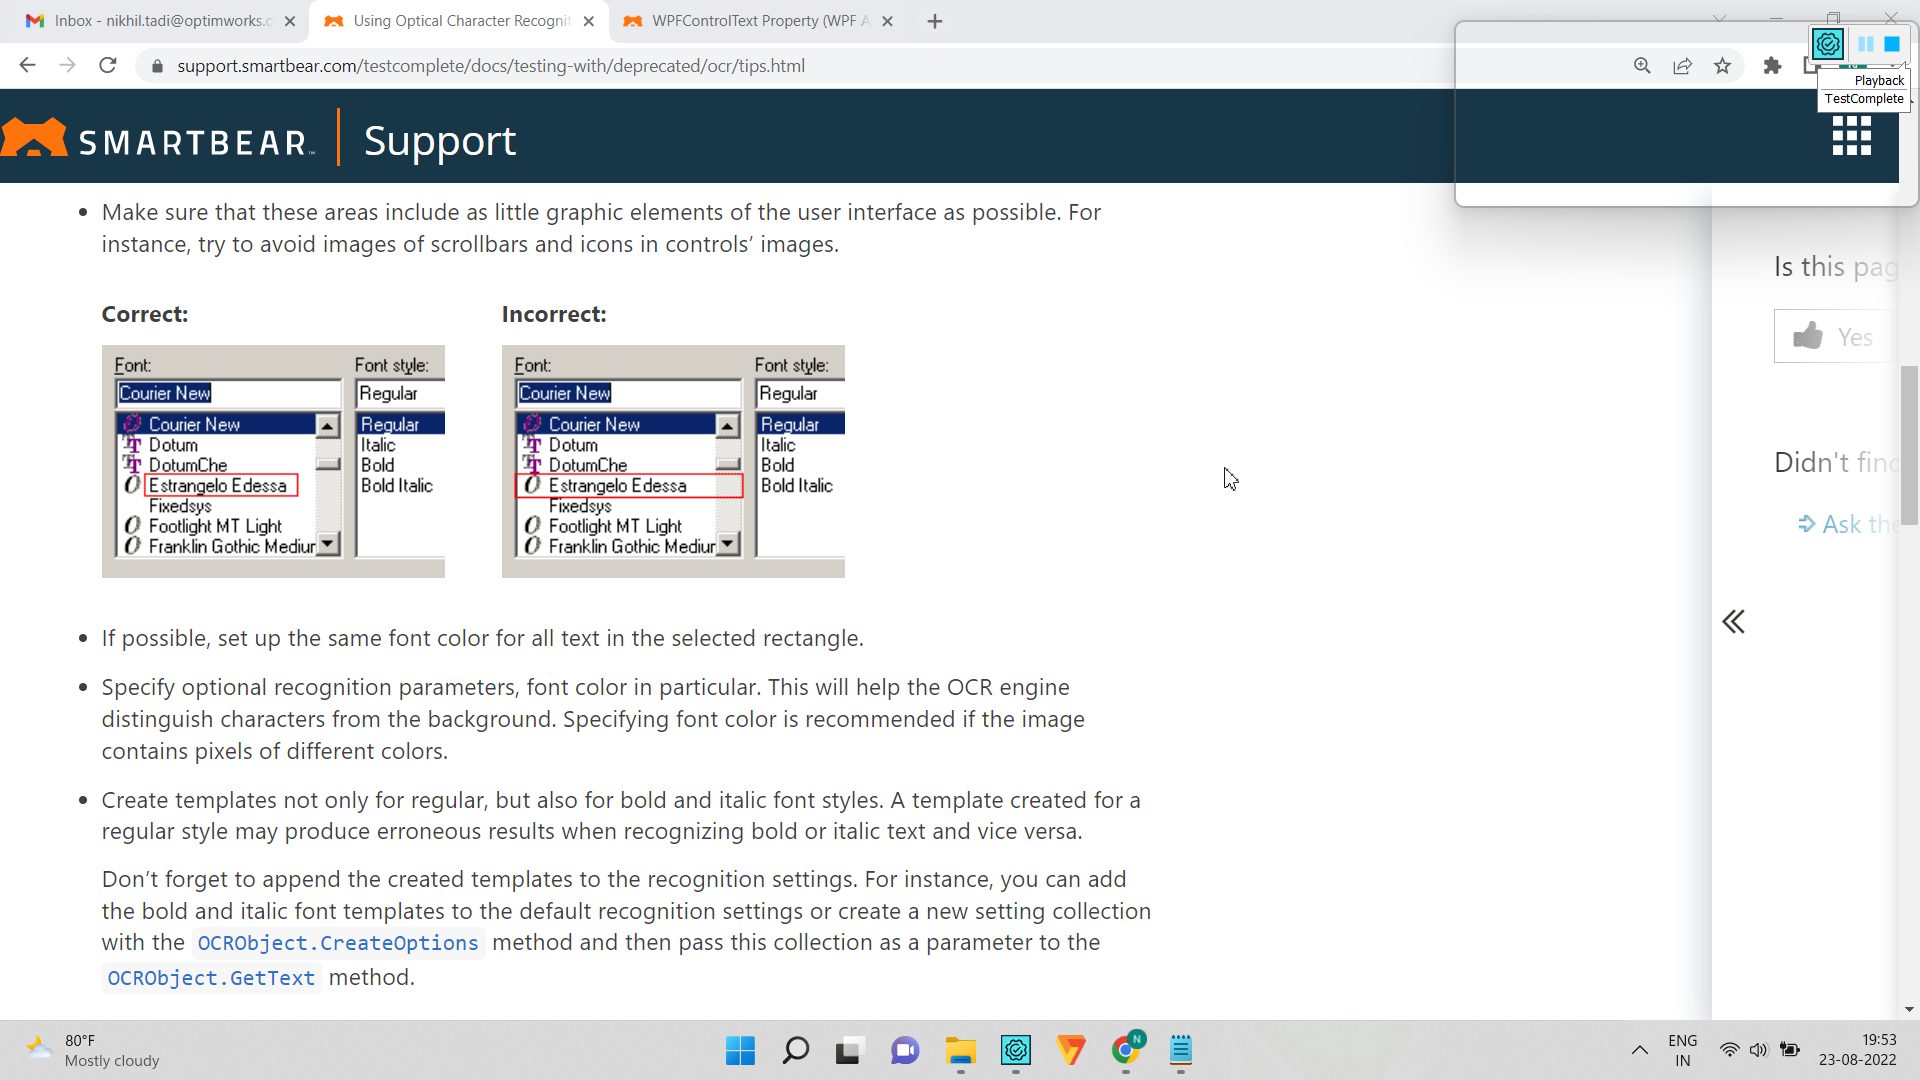 Inbox - nikhil.tadi@optimworks.c
Using Optical Character Recognit
WPFControlText Property (WPF A
support.smartbear.com/testcomplete/docs/testing-with/deprecated/ocr/tips.html
Playback
TestComplete
SMARTBEAR Support
Make sure that these areas include as little graphic elements of the user interface as possible. For
instance, try to avoid images of scrollbars and icons in controls’ images.
Correct:
Font: Font style:
Courier New Regular
Courier New Regular
Dotum Italic
DotumChe Bold
Estrangelo Edessa Bold Italic
Fixedsys
Footlight MT Light
Franklin Gothic Mediur
Incorrect:
Font: Font style:
Courier New Regular
Courier New Regular
Dotum Italic
DotumChe Bold
Estrangelo Edessa Bold Italic
Fixedsys
Footlight MT Light
Franklin Gothic Mediur
If possible, set up the same font color for all text in the selected rectangle.
Specify optional recognition parameters, font color in particular. This will help the OCR engine
distinguish characters from the background. Specifying font color is recommended if the image
contains pixels of different colors.
Create templates not only for regular, but also for bold and italic font styles. A template created for a
regular style may produce erroneous results when recognizing bold or italic text and vice versa.
Don’t forget to append the created templates to the recognition settings. For instance, you can add
the bold and italic font templates to the default recognition settings or create a new setting collection
with the OCRObject.CreateOptions method and then pass this collection as a parameter to the
OCRObject.GetText method.
Is this pag
Yes
Didn't find
Ask the
80°F
Mostly cloudy
N
ENG
IN
19:53
23-08-2022